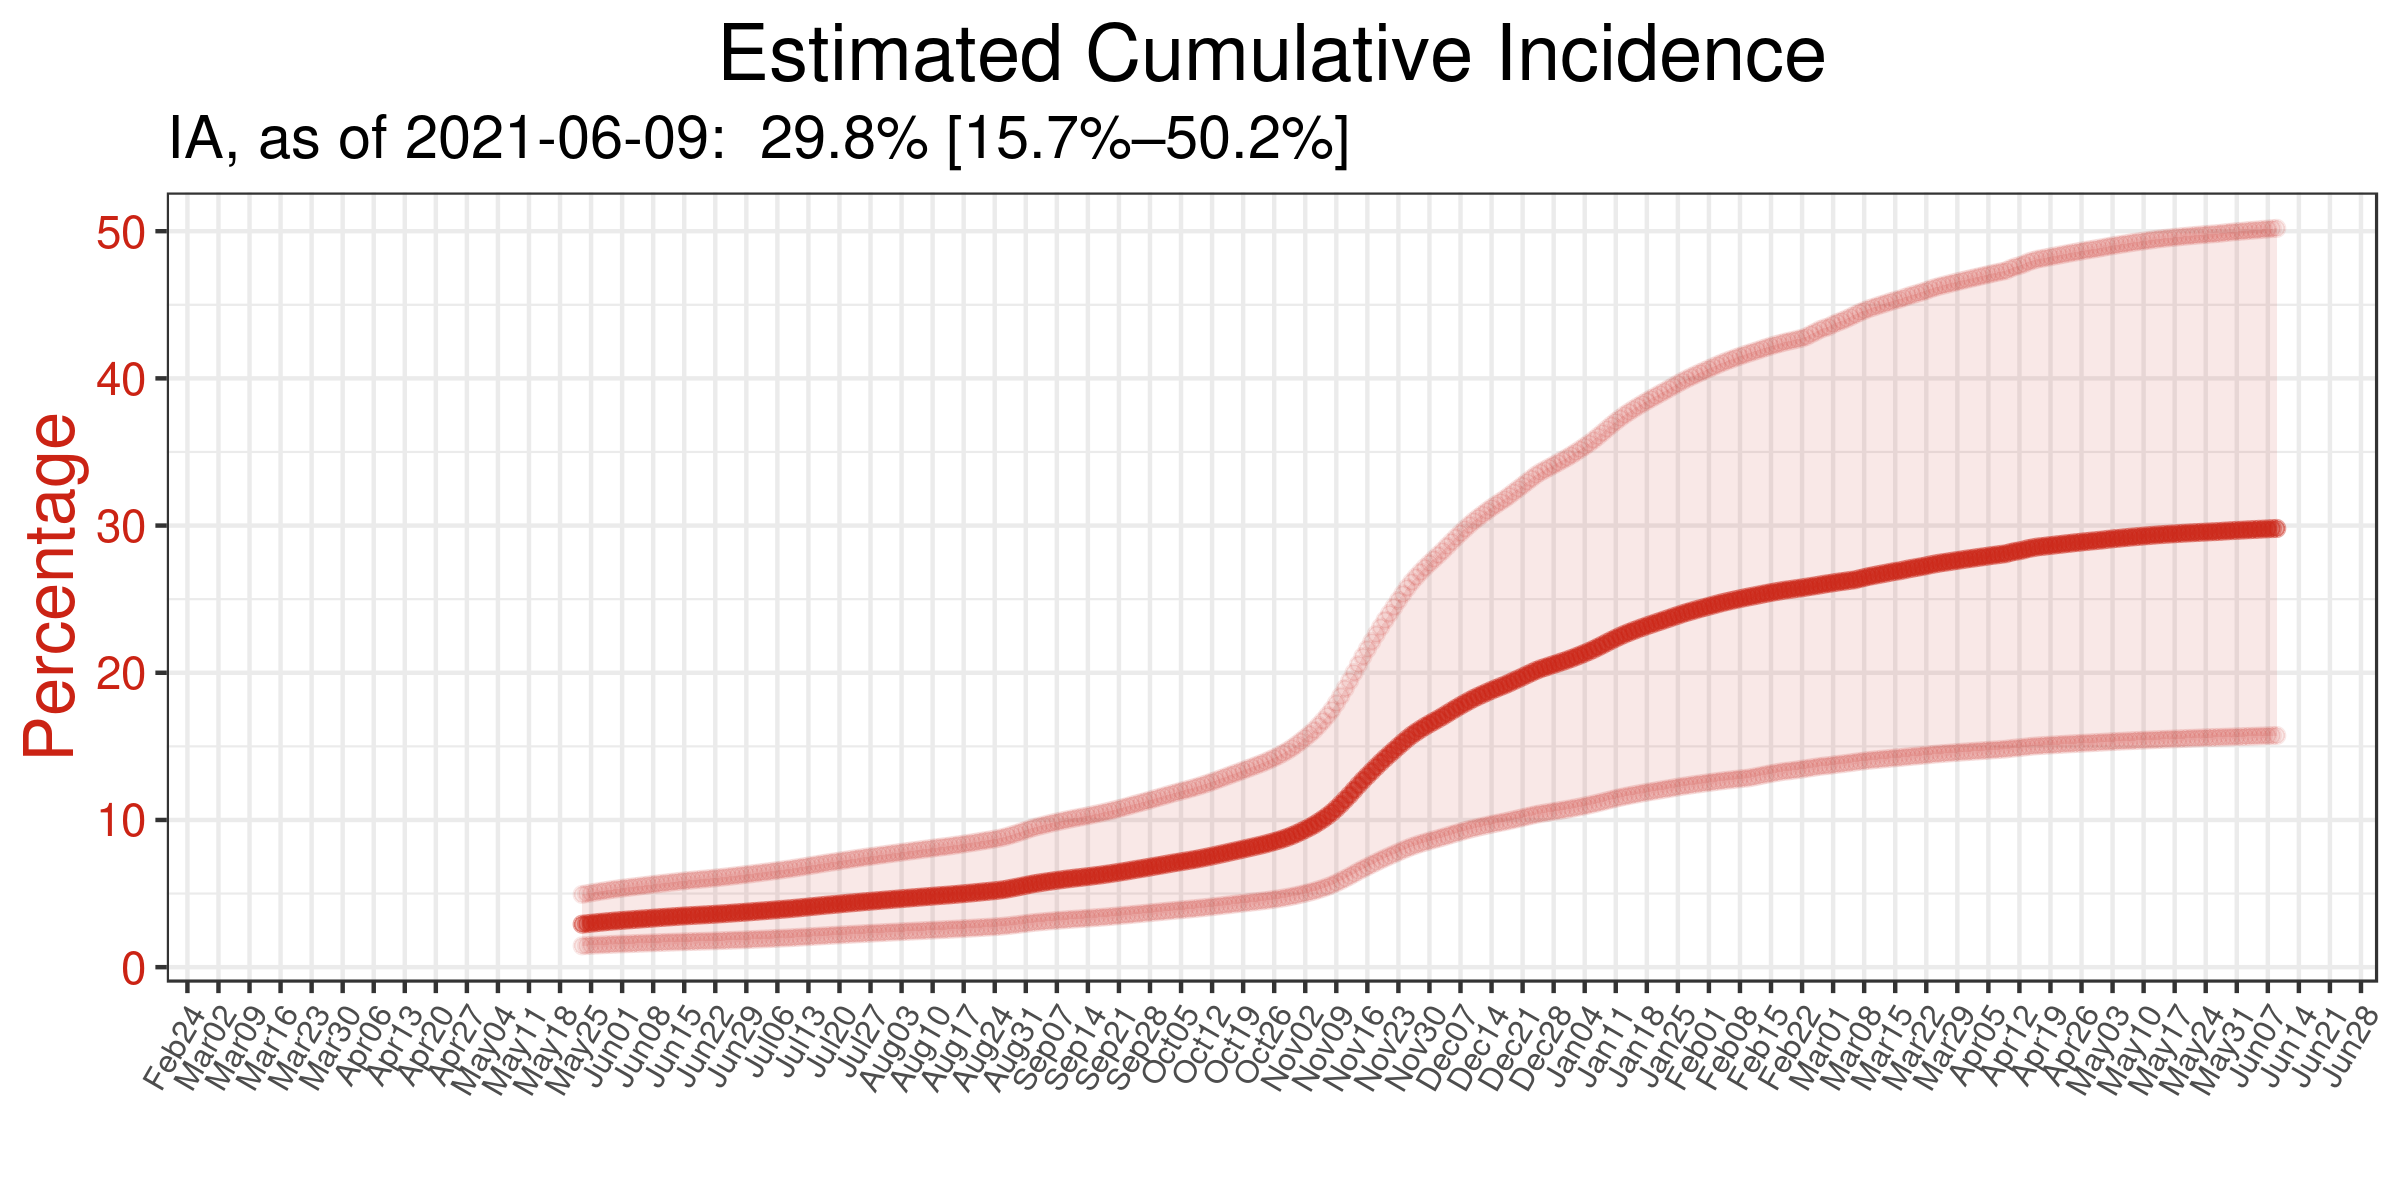 Estimated Cumulative Incidence
IA, as of 2021-06-09:  29.8% [15.7%–50.2%]
Percentage
50
40
30
20
10
0
Feb24
Mar02
Mar09
Mar16
Mar23
Mar30
Apr06
Apr13
Apr20
Apr27
May04
May11
May18
May25
Jun01
Jun08
Jun15
Jun22
Jun29
Jul06
Jul13
Jul20
Jul27
Aug03
Aug10
Aug17
Aug24
Aug31
Sep07
Sep14
Sep21
Sep28
Oct05
Oct12
Oct19
Oct26
Nov02
Nov09
Nov16
Nov23
Nov30
Dec07
Dec14
Dec21
Dec28
Jan04
Jan11
Jan18
Jan25
Feb01
Feb08
Feb15
Feb22
Mar01
Mar08
Mar15
Mar22
Mar29
Apr05
Apr12
Apr19
Apr26
May03
May10
May17
May24
May31
Jun07
Jun14
Jun21
Jun28